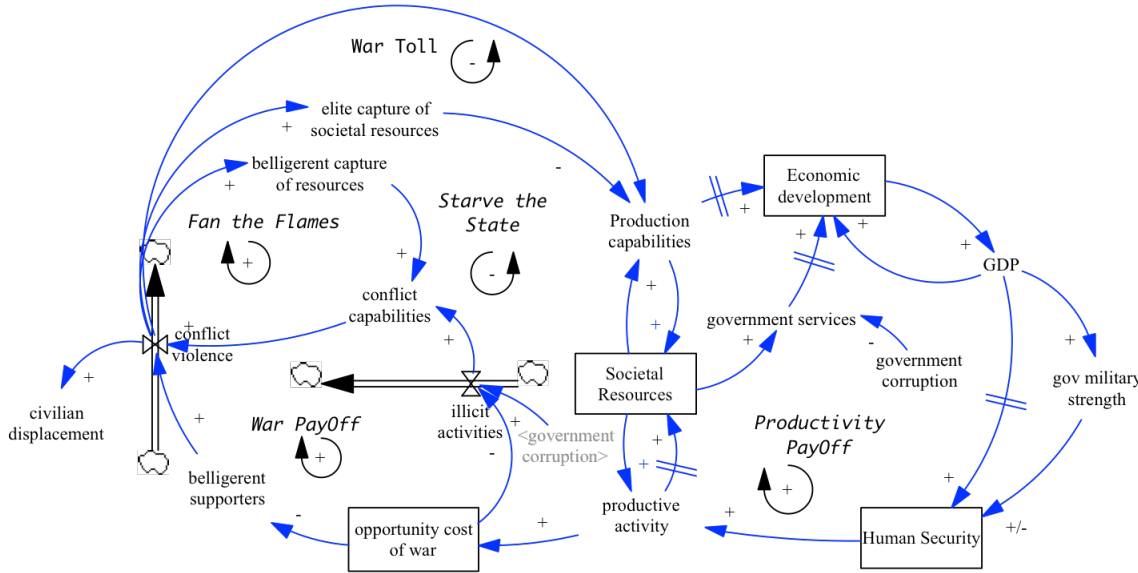 War Toll
-
elite capture of
societal resources
+
-
belligerent capture
of resources
+
Economic
development
+
Starve the
State
-
Fan the Flames
+
Production
capabilities
+
+
+
+
GDP
+
conflict
capabilities
+
+
+
government services
+
+
conflict
violence
+
-
government
corruption
+
gov military
strength
Societal
Resources
+
civilian
displacement
illicit
activities
+
<government
corruption>
+
+
+
War PayOff
+
-
Productivity
PayOff
+
+
belligerent
supporters
-
opportunity cost
of war
+
productive
activity
+
Human Security
+
+/-